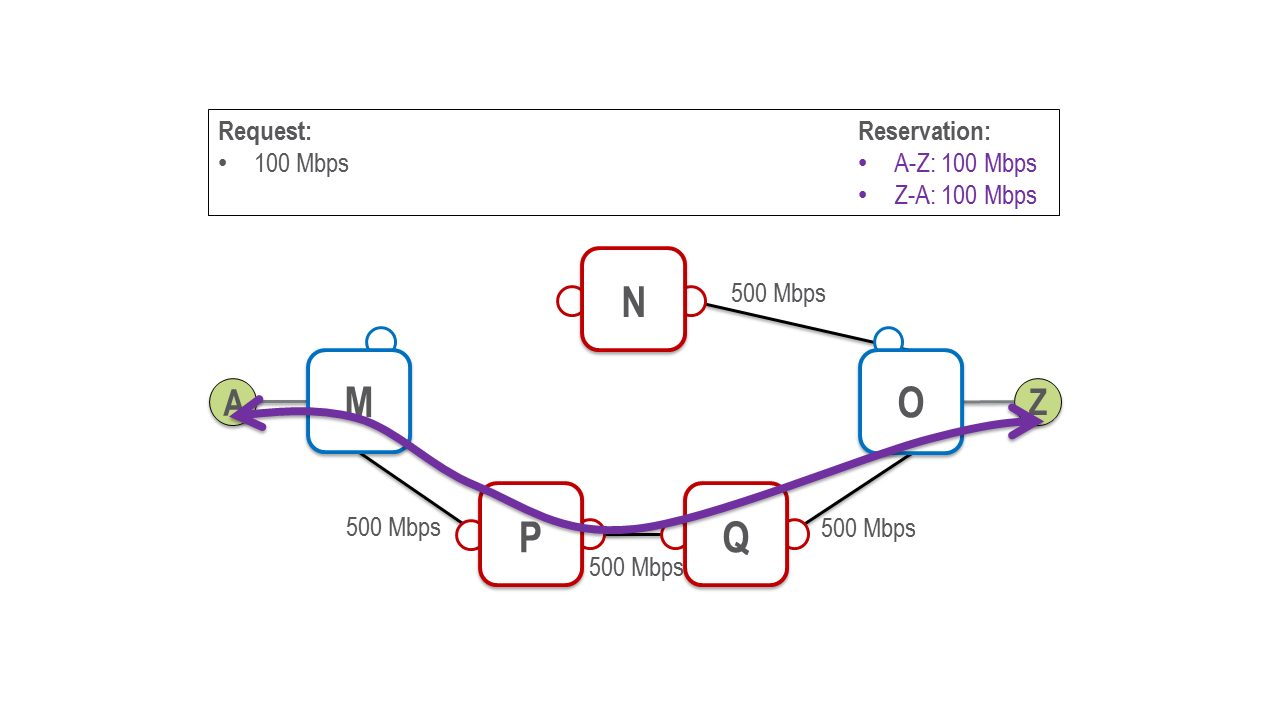 Request:
• 100 Mbps
Reservation:
• A-Z: 100 Mbps
• Z-A: 100 Mbps
N
500 Mbps
A
M
O
Z
500 Mbps
P
500 Mbps
Q
500 Mbps